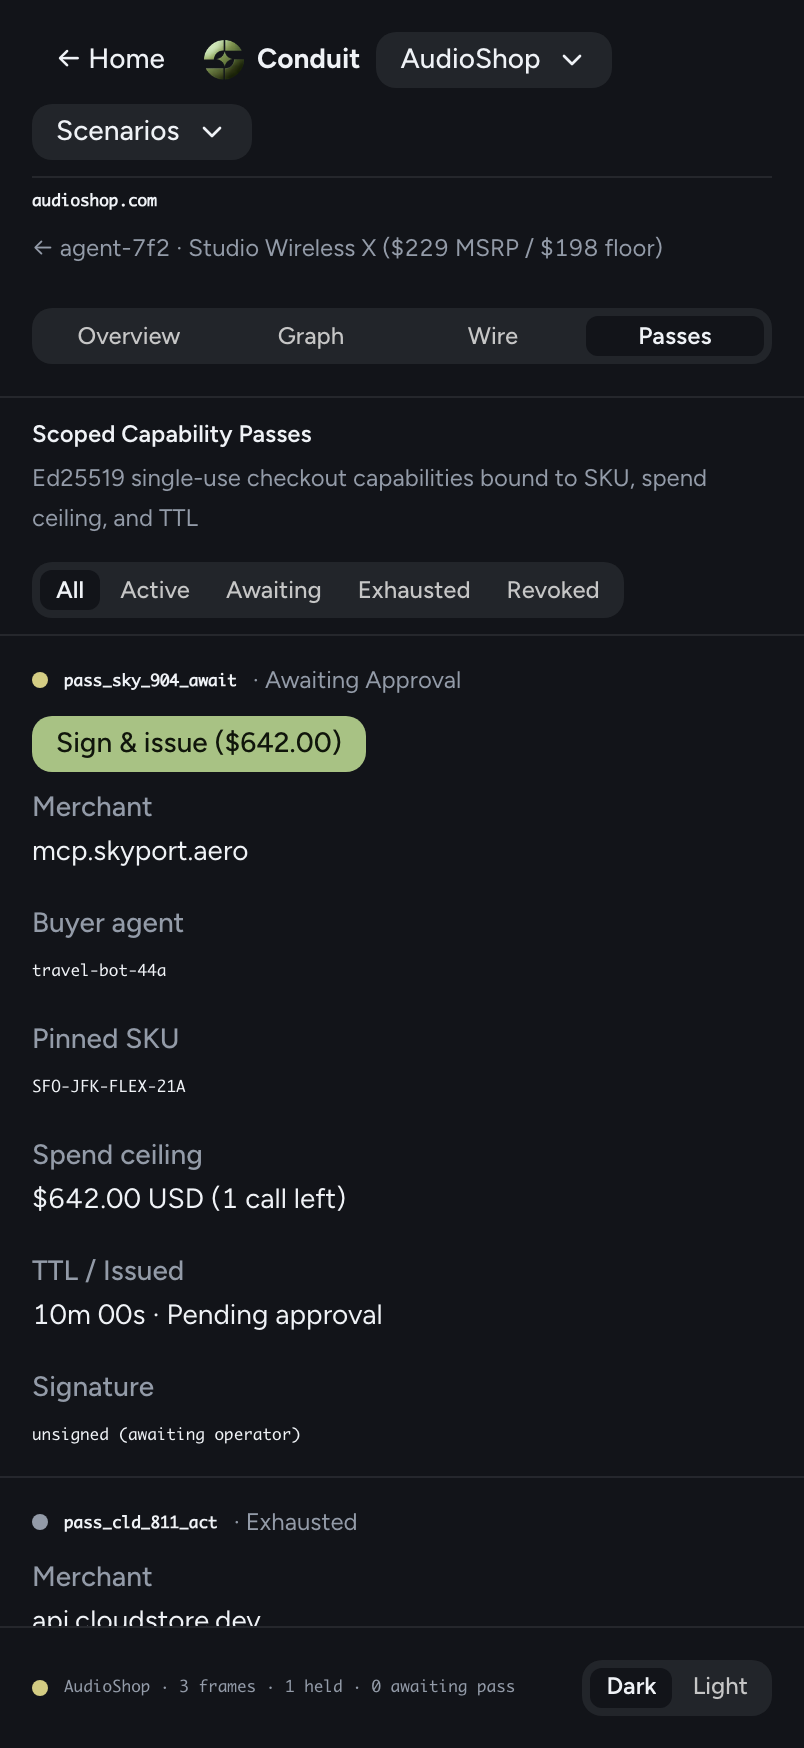 ← Home Conduit AudioShop
Scenarios
audioshop.com
← agent-7f2 · Studio Wireless X ($229 MSRP / $198 floor)
Overview Graph Wire Passes
Scoped Capability Passes
Ed25519 single-use checkout capabilities bound to SKU, spend
ceiling, and TTL
All Active Awaiting Exhausted Revoked
pass_sky_904_await · Awaiting Approval
Sign & issue ($642.00)
Merchant
mcp.skyport.aero
Buyer agent
travel-bot-44a
Pinned SKU
SFO-JFK-FLEX-21A
Spend ceiling
$642.00 USD (1 call left)
TTL / Issued
10m 00s · Pending approval
Signature
unsigned (awaiting operator)
pass_cld_811_act · Exhausted
Merchant
api.cloudstore.dev
AudioShop · 3 frames · 1 held · 0 awaiting pass Dark Light